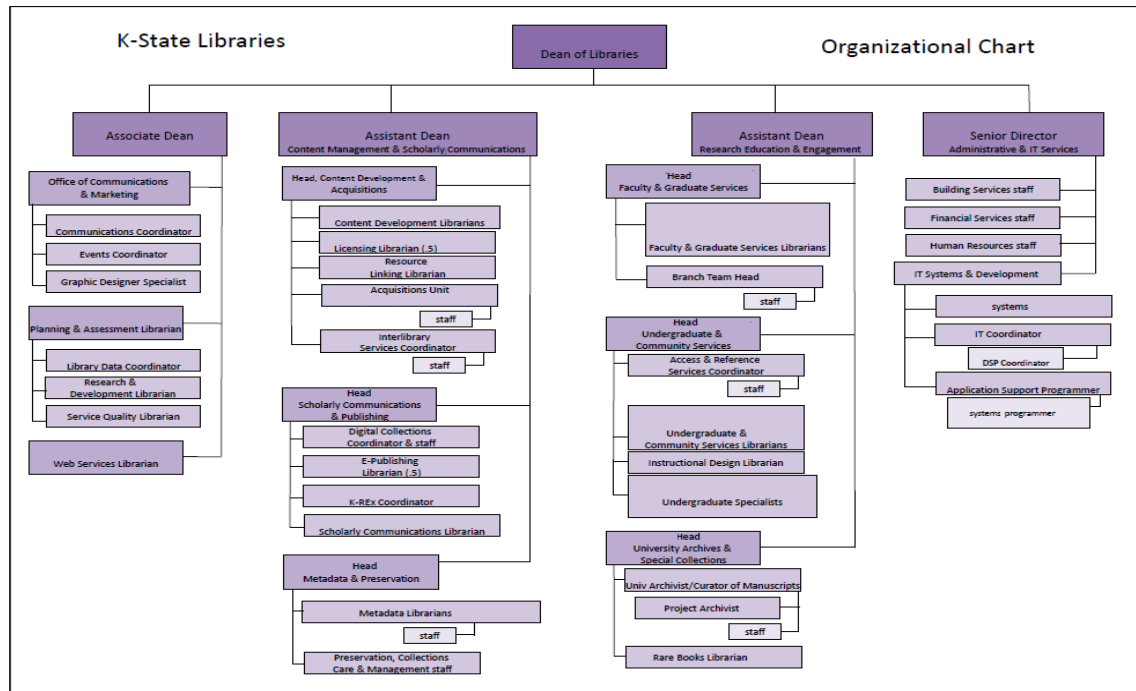 K-State Libraries
Organizational Chart
Dean of Libraries
Associate Dean
Office of Communications
& Marketing
Communications Coordinator
Events Coordinator
Graphic Designer Specialist
Planning & Assessment Librarian
Library Data Coordinator
Research &
Development Librarian
Service Quality Librarian
Web Services Librarian
Assistant Dean
Content Management & Scholarly Communications
Head, Content Development &
Acquisitions
Content Development Librarians
Licensing Librarian (.5)
Resource
Linking Librarian
Acquisitions Unit
staff
Interlibrary
Services Coordinator
staff
Head
Scholarly Communications
& Publishing
Digital Collections
Coordinator & staff
E-Publishing
Librarian (.5)
K-REx Coordinator
Scholarly Communications Librarian
Head
Metadata & Preservation
Metadata Librarians
staff
Preservation, Collections
Care & Management staff
Assistant Dean
Research Education & Engagement
Head
Faculty & Graduate Services
Faculty & Graduate Services Librarians
Branch Team Head
staff
Head
Undergraduate &
Community Services
Access & Reference
Services Coordinator
staff
Undergraduate &
Community Services Librarians
Instructional Design Librarian
Undergraduate Specialists
Head
University Archives &
Special Collections
Univ Archivist/Curator of Manuscripts
Project Archivist
staff
Rare Books Librarian
Senior Director
Administrative & IT Services
Building Services staff
Financial Services staff
Human Resources staff
IT Systems & Development
systems
IT Coordinator
DSP Coordinator
Application Support Programmer
systems programmer